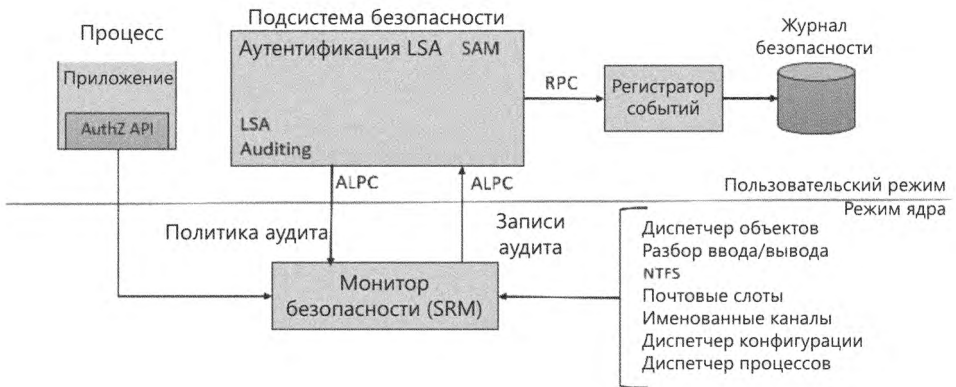 Процесс
Приложение
AuthZ API
Подсистема безопасности
Аутентификация LSA SAM
LSA
Auditing
RPC
Регистратор
событий
Журнал
безопасности
ALPC
ALPC
Пользовательский режим
Режим ядра
Политика аудита
Записи
аудита
Монитор
безопасности (SRM)
Диспетчер объектов
Разбор ввода/вывода
NTFS
Почтовые слоты
Именованные каналы
Диспетчер конфигурации
Диспетчер процессов